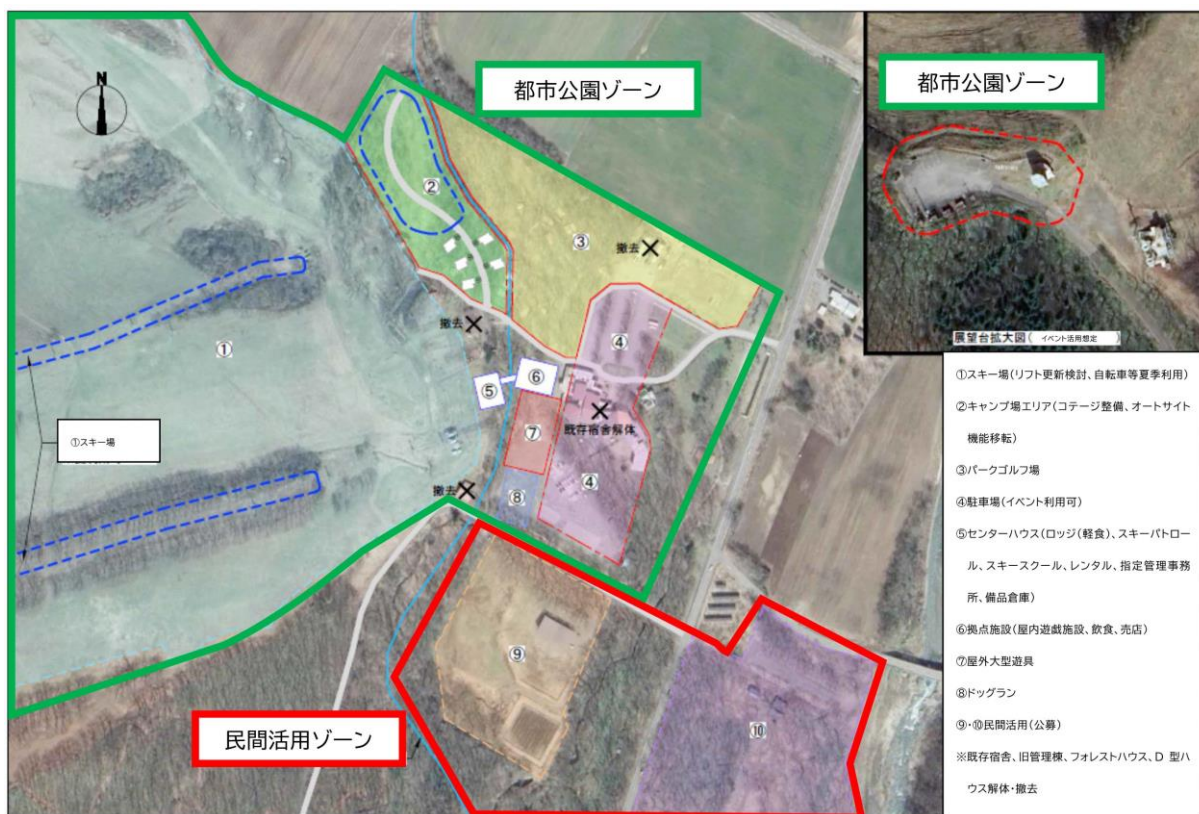 N
都市公園ゾーン
都市公園ゾーン
②
③
撤去
展望台拡大図( イベント活用想定 )
撤去
①
④
⑤
⑥
既存宿舎解体
⑦
①スキー場
④
撤去
⑧
⑨
民間活用ゾーン
⑩
①スキー場(リフト更新検討、自転車等夏季利用)
②キャンプ場エリア(コテージ整備、オートサイト
機能移転)
③パークゴルフ場
④駐車場(イベント利用可)
⑤センターハウス(ロッジ(軽食)、スキーパトロー
ル、スキースクール、レンタル、指定管理事務
所、備品倉庫)
⑥拠点施設(屋内遊戯施設、飲食、売店)
⑦屋外大型遊具
⑧ドッグラン
⑨・⑩民間活用(公募)
※既存宿舎、旧管理棟、フォレストハウス、D 型ハ
ウス解体・撤去